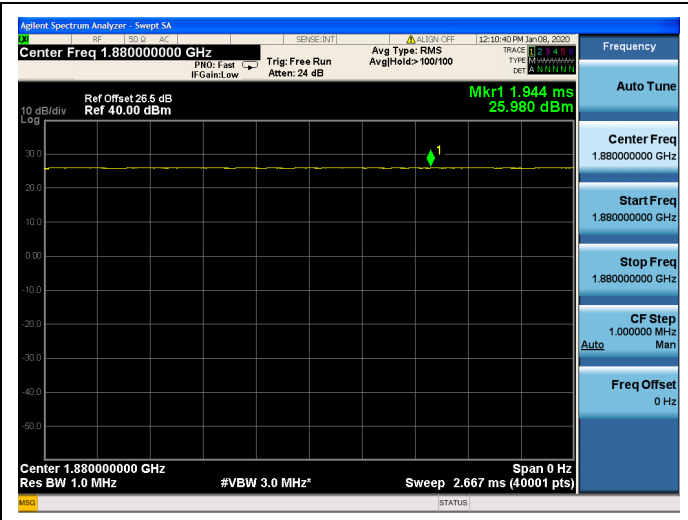 Agilent Spectrum Analyzer - Swept SA
RF 50 Ω AC SENSE:INT ALIGN OFF 12:10:40 PM Jan 08, 2020
Center Freq 1.880000000 GHz
PNO: Fast
IFGain:Low
Trig: Free Run
Atten: 24 dB
Avg Type: RMS
Avg|Hold:> 100/100
TRACE 1 2 3 4 5 6
TYPE MWWWWW
DET A N N N N N
Frequency
Mkr1 1.944 ms
25.980 dBm
Ref Offset 26.5 dB
10 dB/div Ref 40.00 dBm
Log
1
30.0
20.0
10.0
0.00
-10.0
-20.0
-30.0
-40.0
-50.0
Center 1.880000000 GHz Span 0 Hz
Res BW 1.0 MHz #VBW 3.0 MHz* Sweep 2.667 ms (40001 pts)
Auto Tune
Center Freq
1.880000000 GHz
Start Freq
1.880000000 GHz
Stop Freq
1.880000000 GHz
CF Step
1.000000 MHz
Auto Man
Freq Offset
0 Hz
MSG STATUS